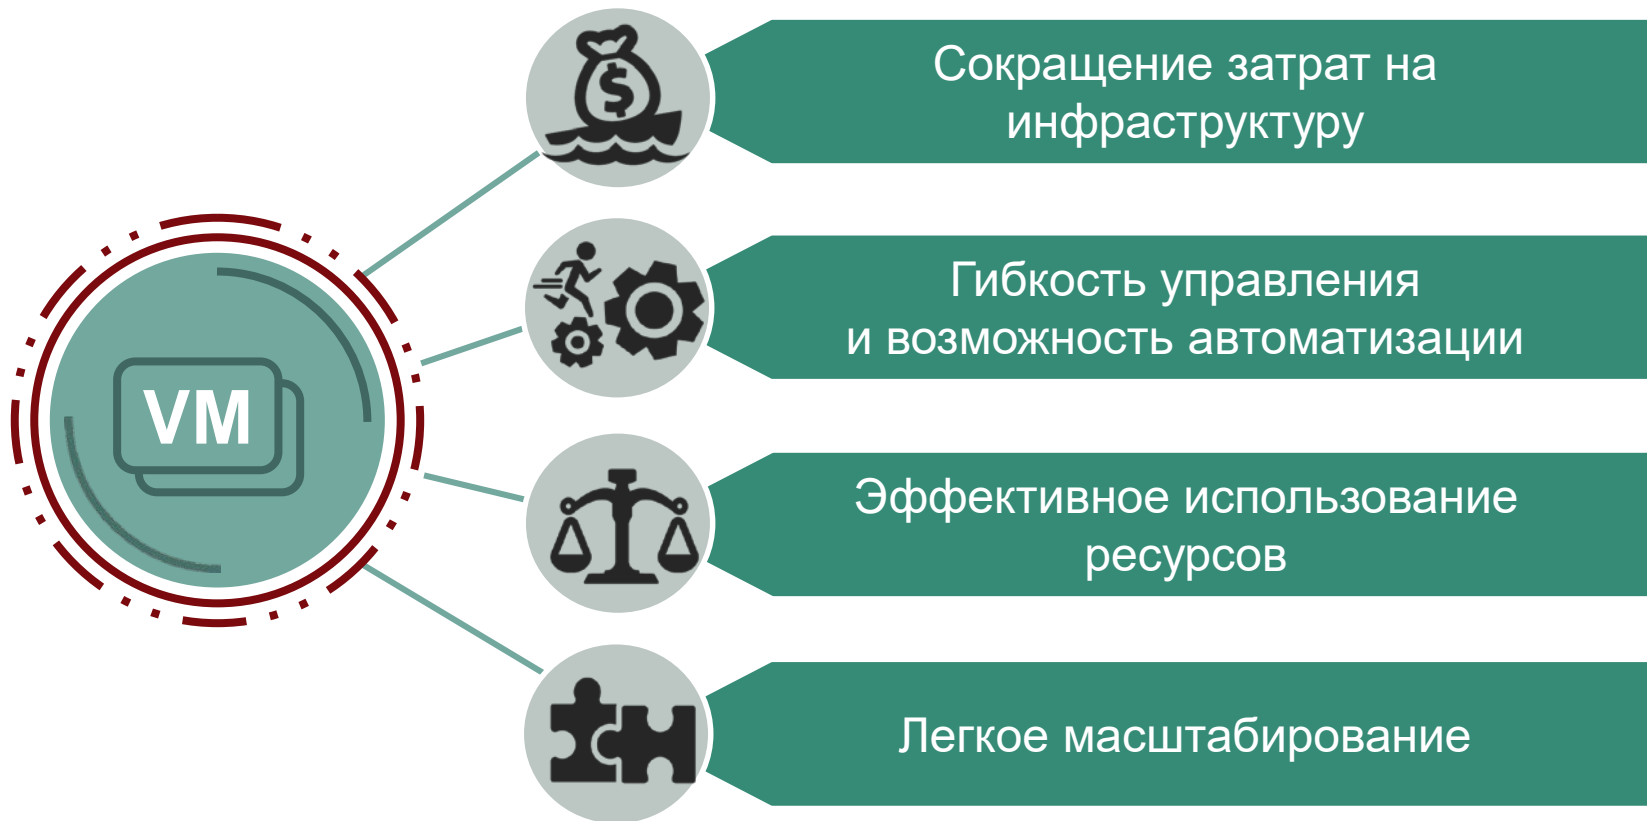 Сокращение затрат на
инфраструктуру
Гибкость управления
и возможность автоматизации
VM
Эффективное использование
ресурсов
Легкое масштабирование